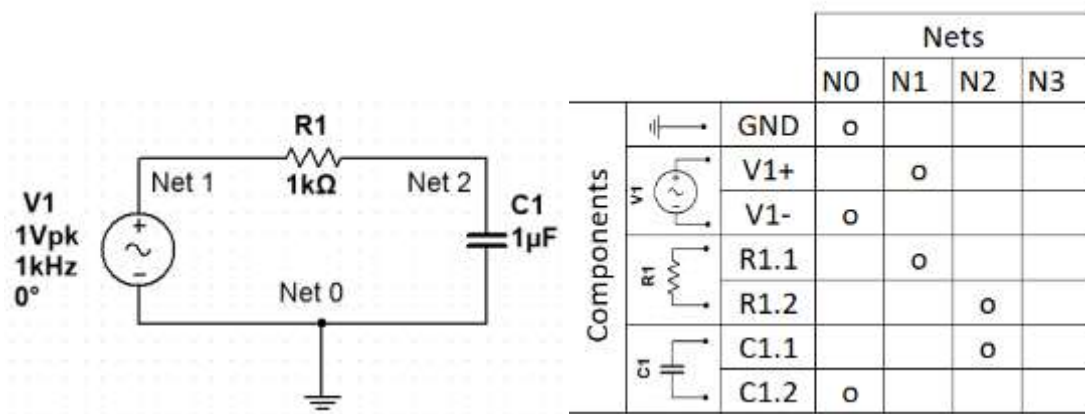 R1
Net 1
1kΩ
Net 2
V1
1Vpk
1kHz
0°
C1
1µF
Net 0
Nets
N0 N1 N2 N3
Components
GND o
V1
V1+ o
V1- o
R1
R1.1 o
R1.2 o
C1
C1.1 o
C1.2 o